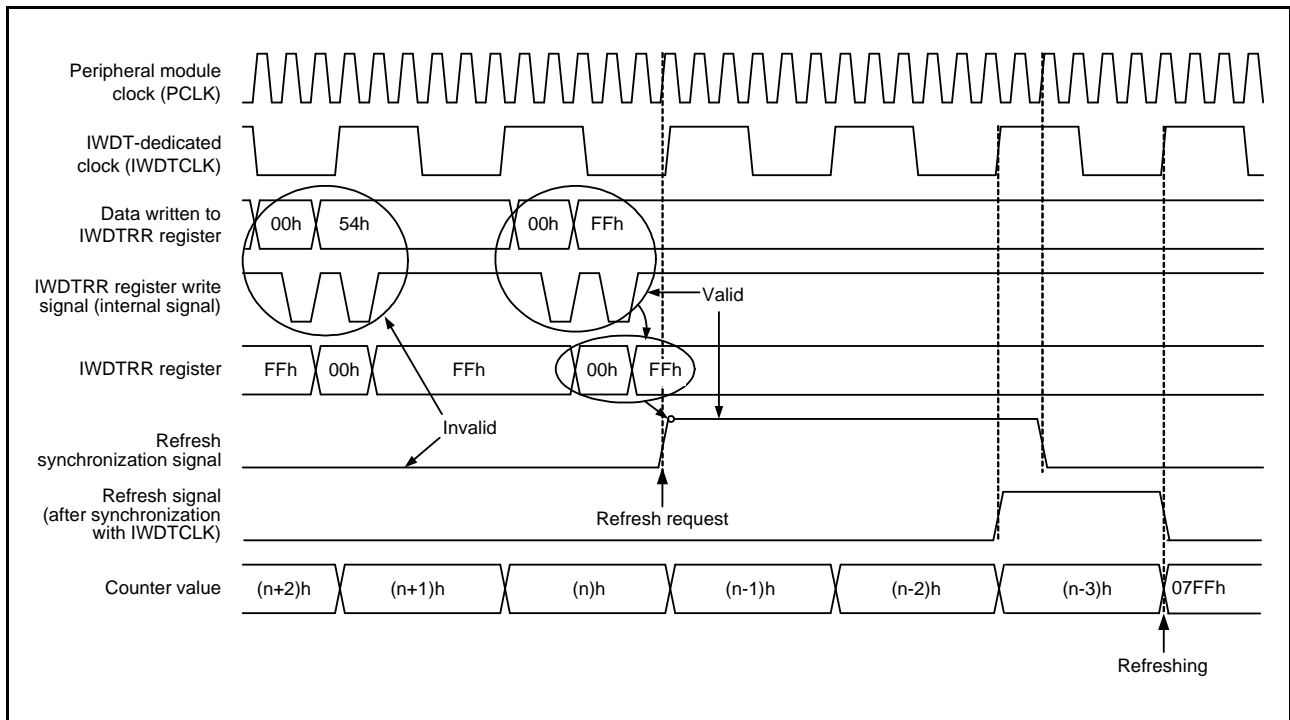 Peripheral module
clock (PCLK)
IWDT-dedicated
clock (IWDTCLK)
Data written to
IWDTRR register
00h 54h 00h FFh
IWDTRR register write
signal (internal signal)
Valid
IWDTRR register
FFh 00h FFh 00h FFh
Invalid
Refresh
synchronization signal
Refresh signal
(after synchronization
with IWDTCLK)
Refresh request
Counter value
(n+2)h (n+1)h (n)h (n-1)h (n-2)h (n-3)h 07FFh
Refreshing